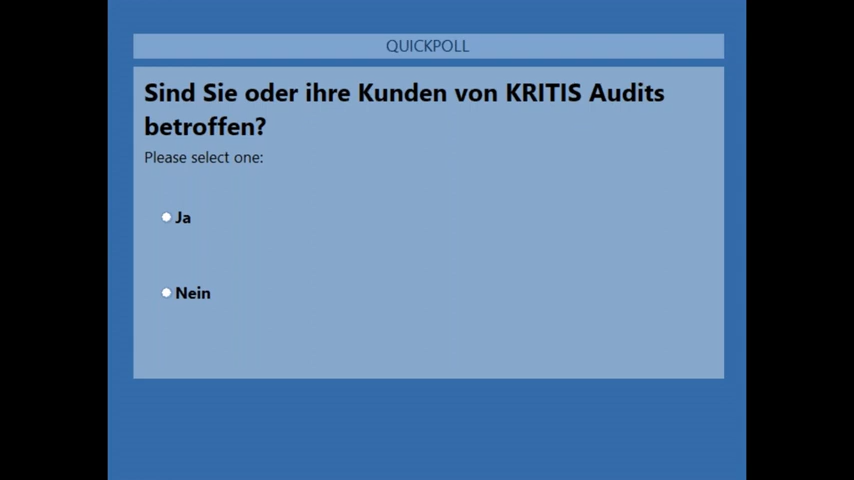 QUICKPOLL
Sind Sie oder ihre Kunden von KRITIS Audits
betroffen?
Please select one:
Ja
Nein